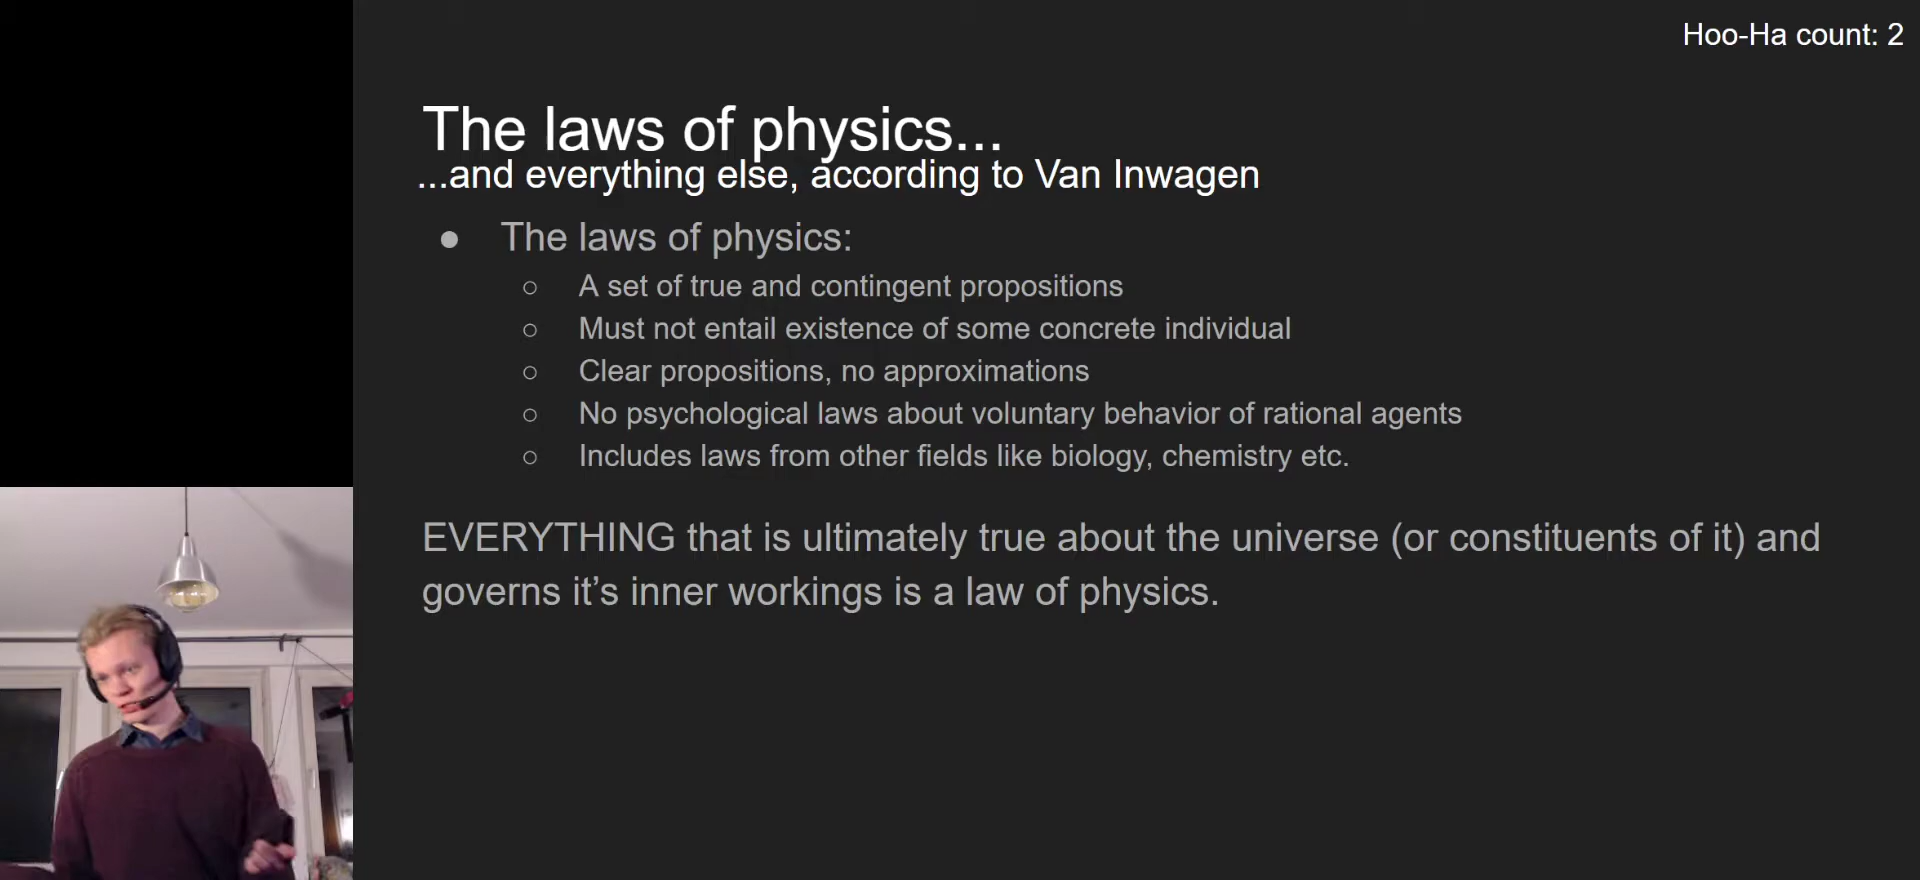 Hoo-Ha count: 2
The laws of physics...
...and everything else, according to Van Inwagen
● The laws of physics:
○ A set of true and contingent propositions
○ Must not entail existence of some concrete individual
○ Clear propositions, no approximations
○ No psychological laws about voluntary behavior of rational agents
○ Includes laws from other fields like biology, chemistry etc.
EVERYTHING that is ultimately true about the universe (or constituents of it) and
governs it’s inner workings is a law of physics.